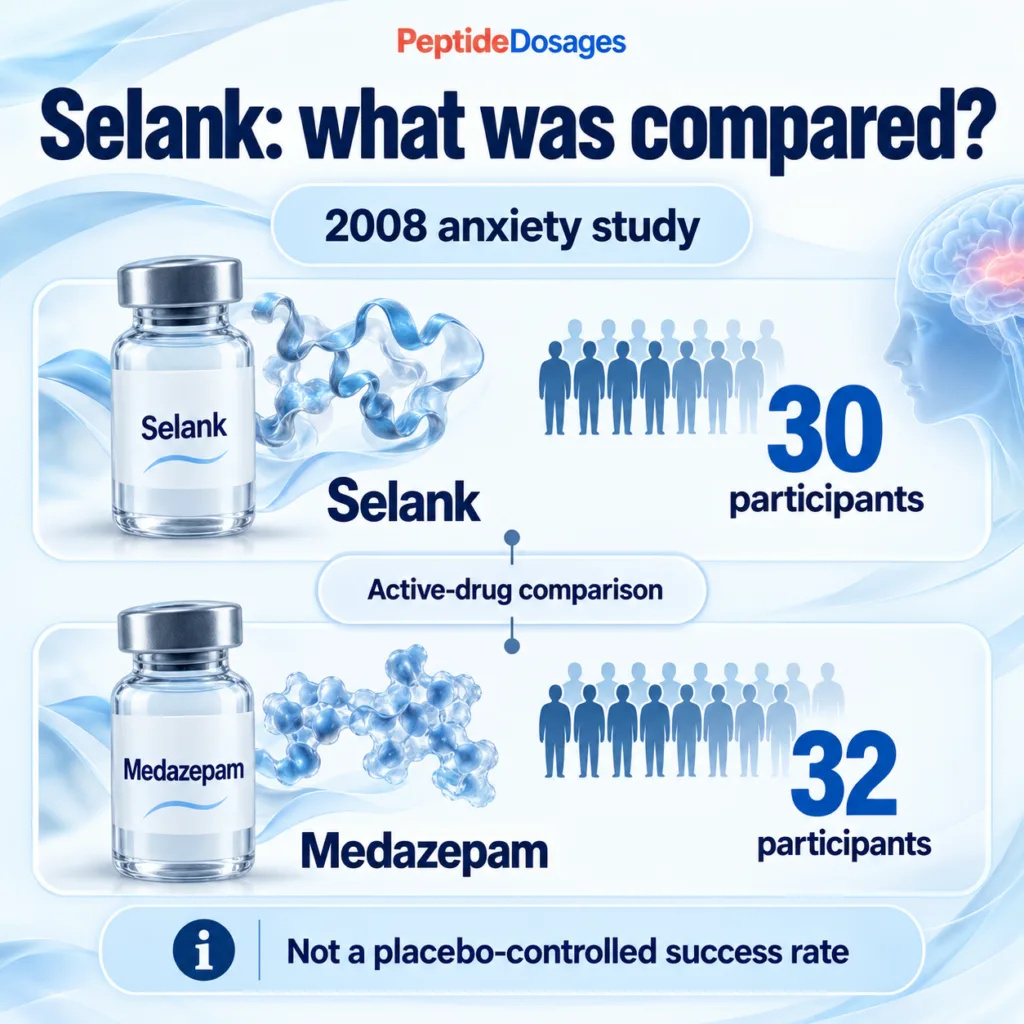 PeptideDosages
Selank: what was compared?
2008 anxiety study
Selank
Selank
30
participants
Active-drug comparison
Medazepam
Medazepam
32
participants
i
Not a placebo-controlled success rate